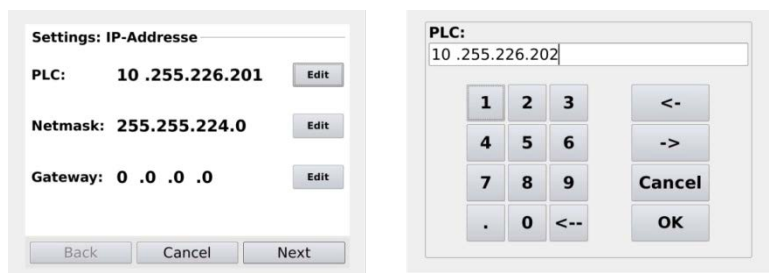 Settings: IP-Addresse
PLC: 10 .255.226.201 Edit
Netmask: 255.255.224.0 Edit
Gateway: 0 .0 .0 .0 Edit
Back Cancel Next
PLC:
10 .255.226.202
1 2 3 <-
4 5 6 ->
7 8 9 Cancel
. 0 <-- OK